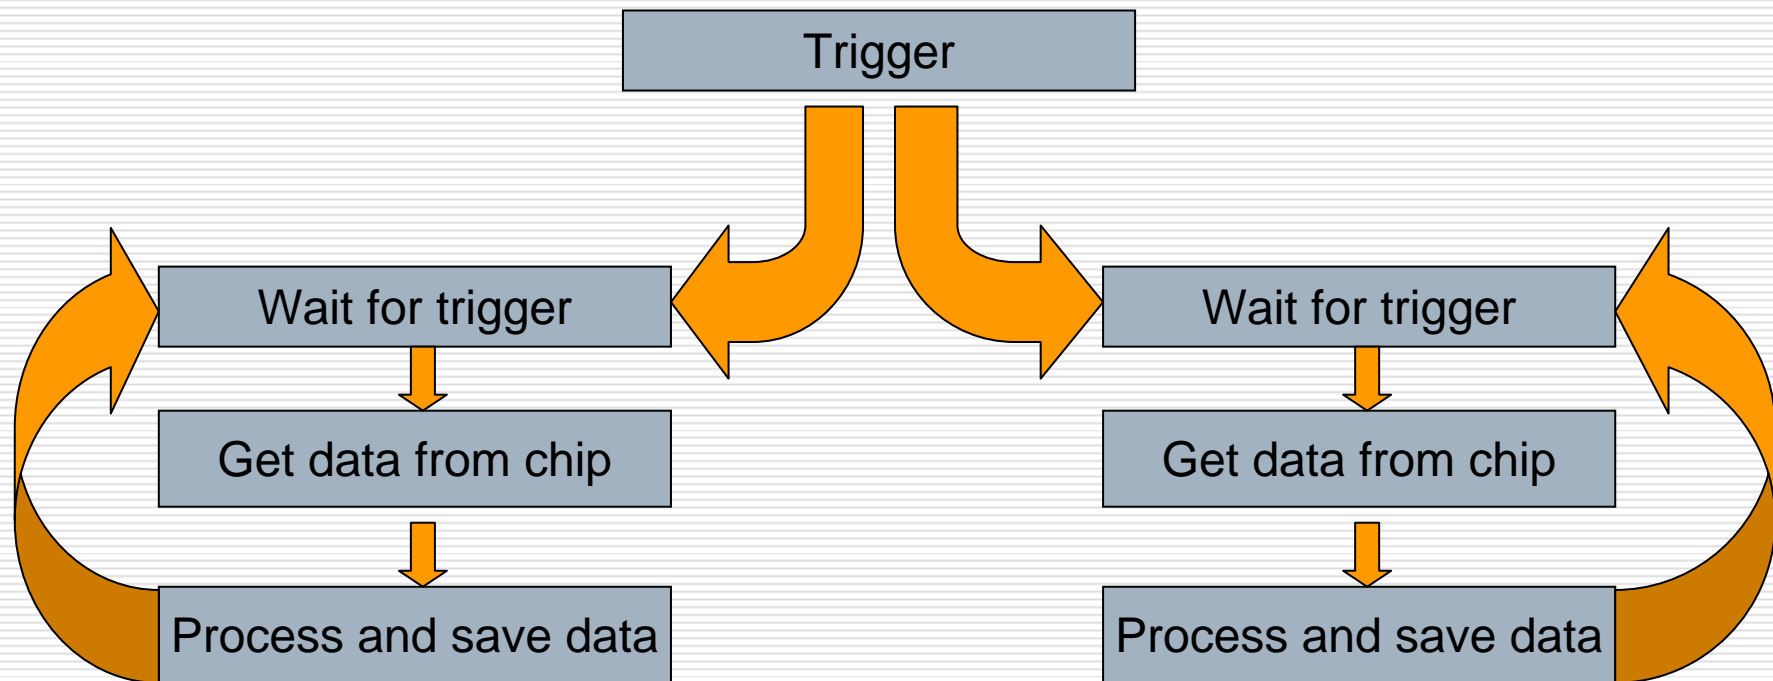 Trigger
Wait for trigger
Wait for trigger
Get data from chip
Get data from chip
Process and save data
Process and save data